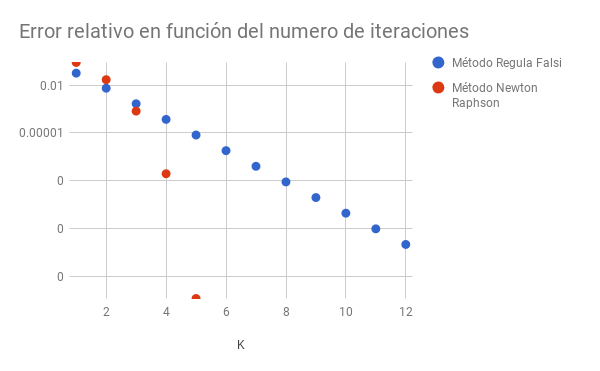 Error relativo en función del numero de iteraciones
Método Regula Falsi
Método Newton
Raphson
0.01
0.00001
0
0
0
2 4 6 8 10 12
K